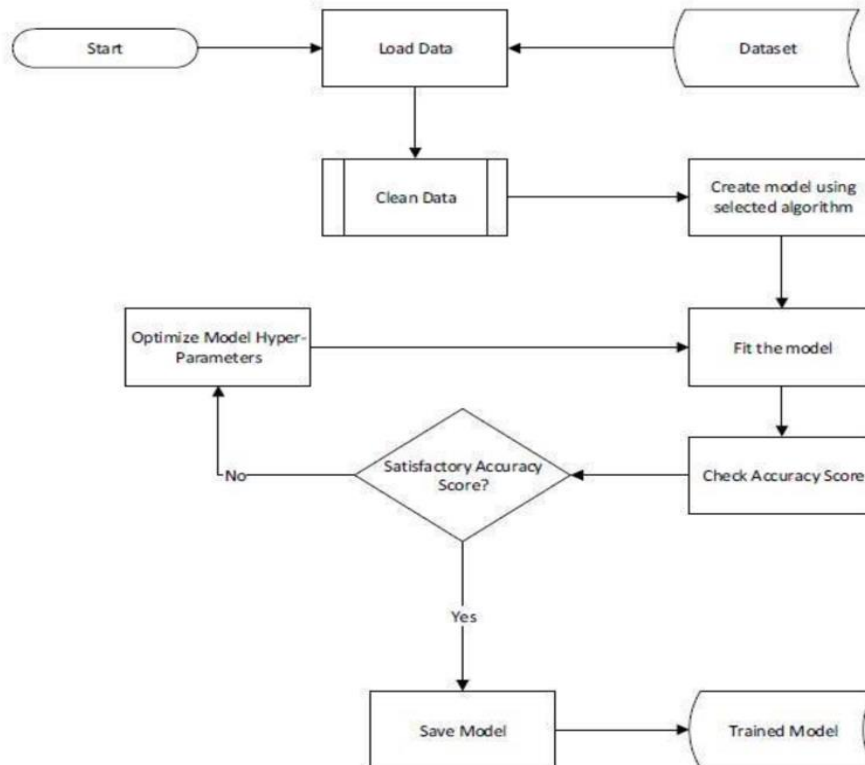 Start
Load Data
Dataset
Clean Data
Create model using
selected algorithm
Optimize Model Hyper-
Parameters
Fit the model
Satisfactory Accuracy
Score?
Check Accuracy Score
No
Yes
Save Model
Trained Model